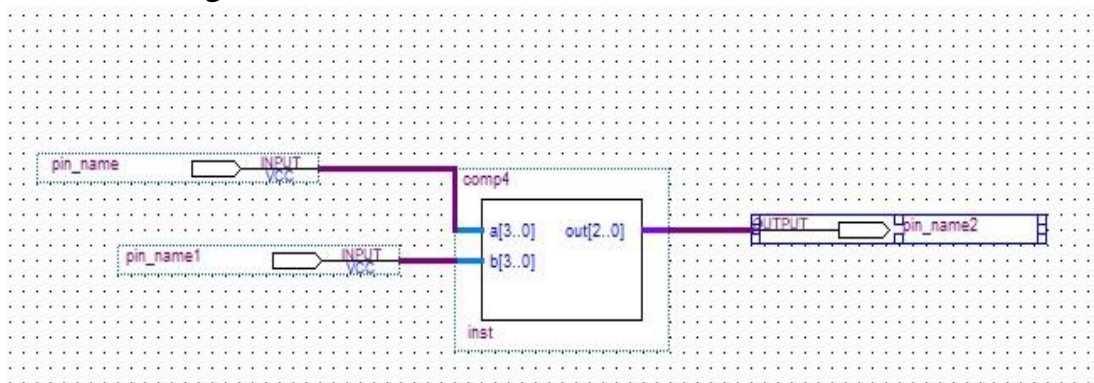 pin_name
INPUT
VCC
comp4
a[3..0]
out[2..0]
OUTPUT
pin_name2
pin_name1
INPUT
VCC
b[3..0]
inst